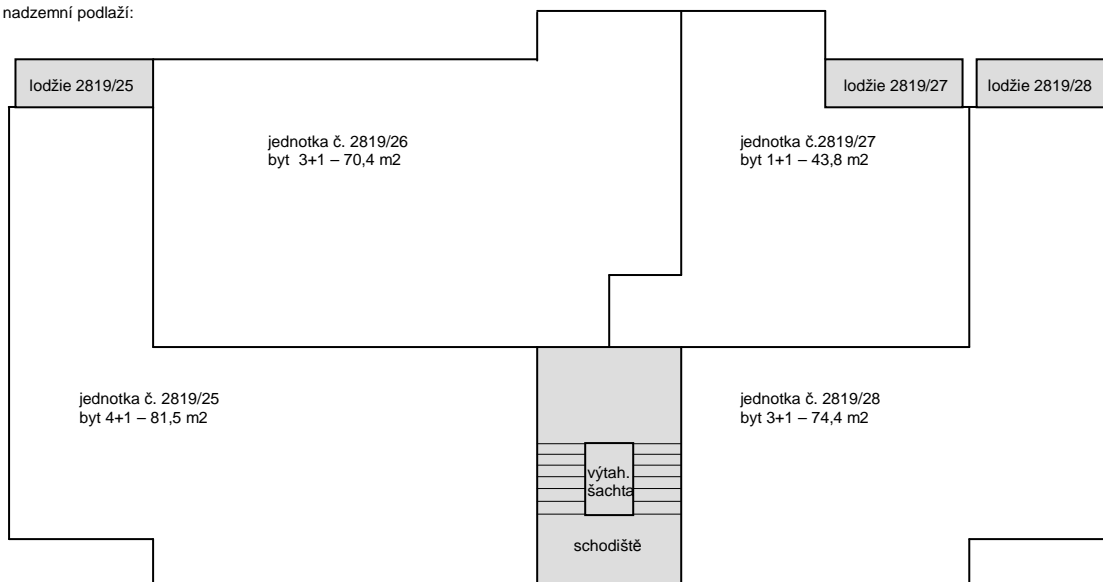 nadzemní podlaží:
lodžie 2819/25
lodžie 2819/27
lodžie 2819/28
jednotka č. 2819/26
byt 3+1 – 70,4 m2
jednotka č.2819/27
byt 1+1 – 43,8 m2
jednotka č. 2819/25
byt 4+1 – 81,5 m2
jednotka č. 2819/28
byt 3+1 – 74,4 m2
výtah.
šachta
schodiště